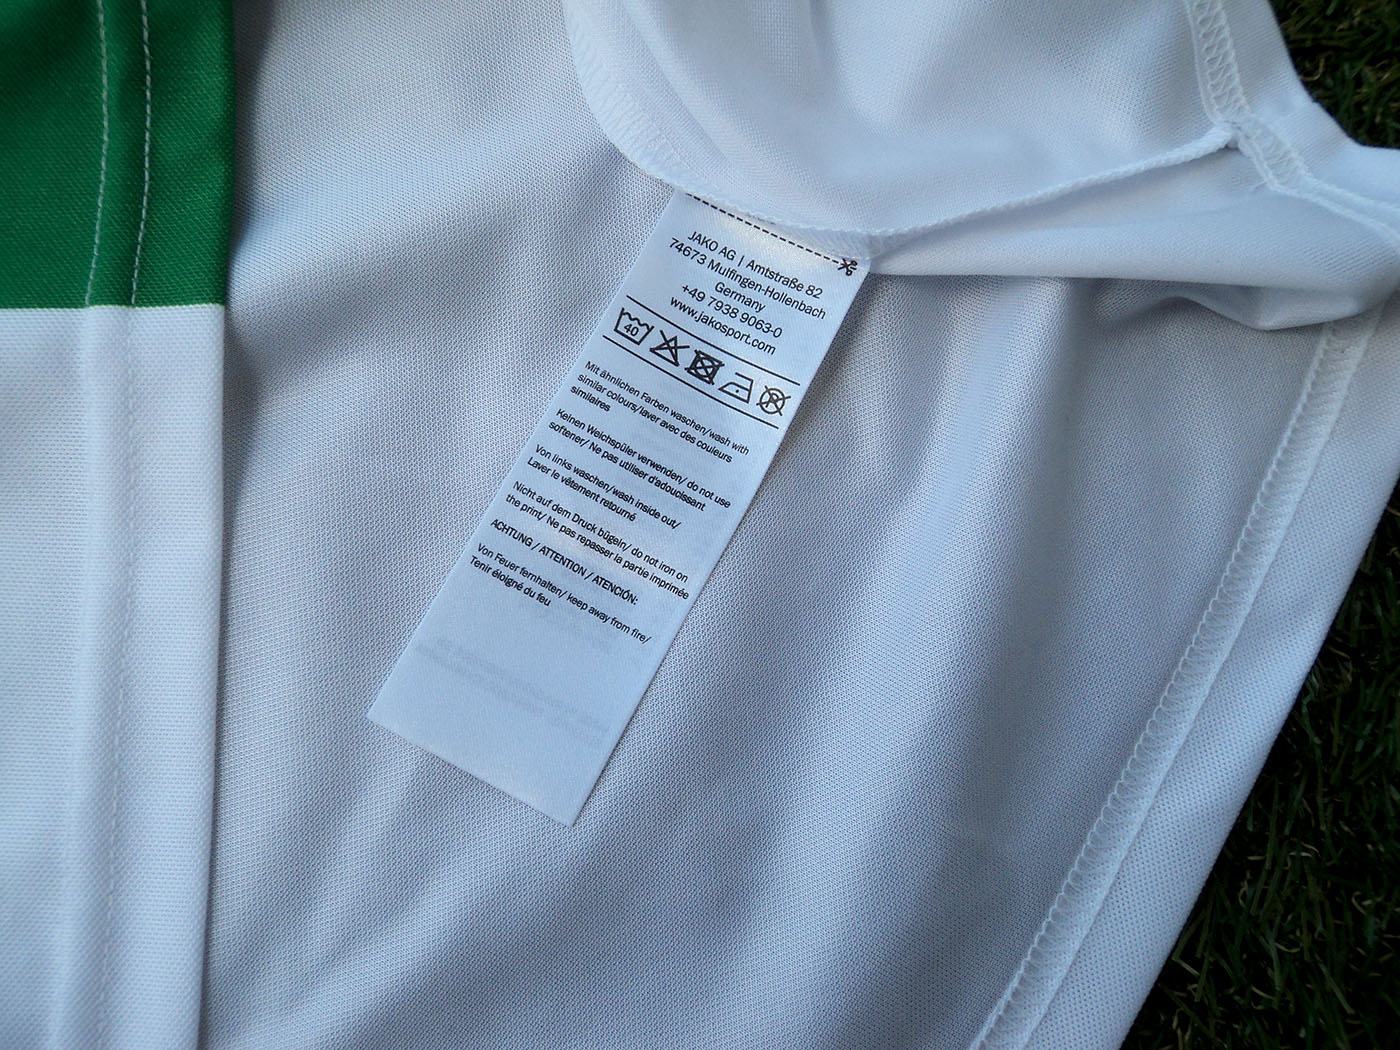 JAKO AG | Amtstraße 82
74673 Mulfingen-Hollenbach
Germany
+49 7938 9063-0
www.jakosport.com
40
Mit ähnlichen Farben waschen/wash with
similar colours/laver avec des couleurs
similaires
Keinen Weichspüler verwenden/ do not use
softener/ Ne pas utiliser d'adoucissant
Von links waschen/wash inside out/
Laver le vêtement retourné
Nicht auf dem Druck bügeln/ do not iron on
the print/ Ne pas repasser la partie imprimée
ACHTUNG / ATTENTION / ATENCIÓN:
Von Feuer fernhalten/ keep away from fire/
Tenir éloigné du feu